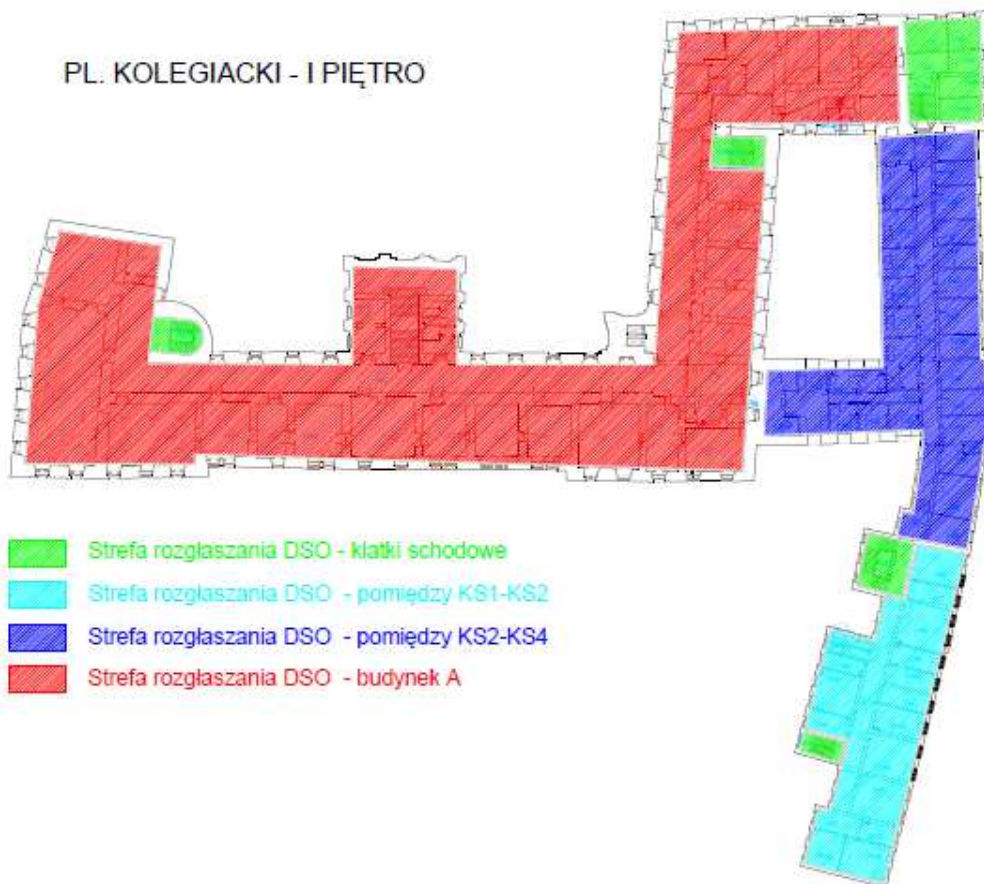 PL. KOLEGIACKI - I PIĘTRO
Strefa rozgłaszania DSO - klatki schodowe
Strefa rozgłaszania DSO - pomiędzy KS1-KS2
Strefa rozgłaszania DSO - pomiędzy KS2-KS4
Strefa rozgłaszania DSO - budynek A